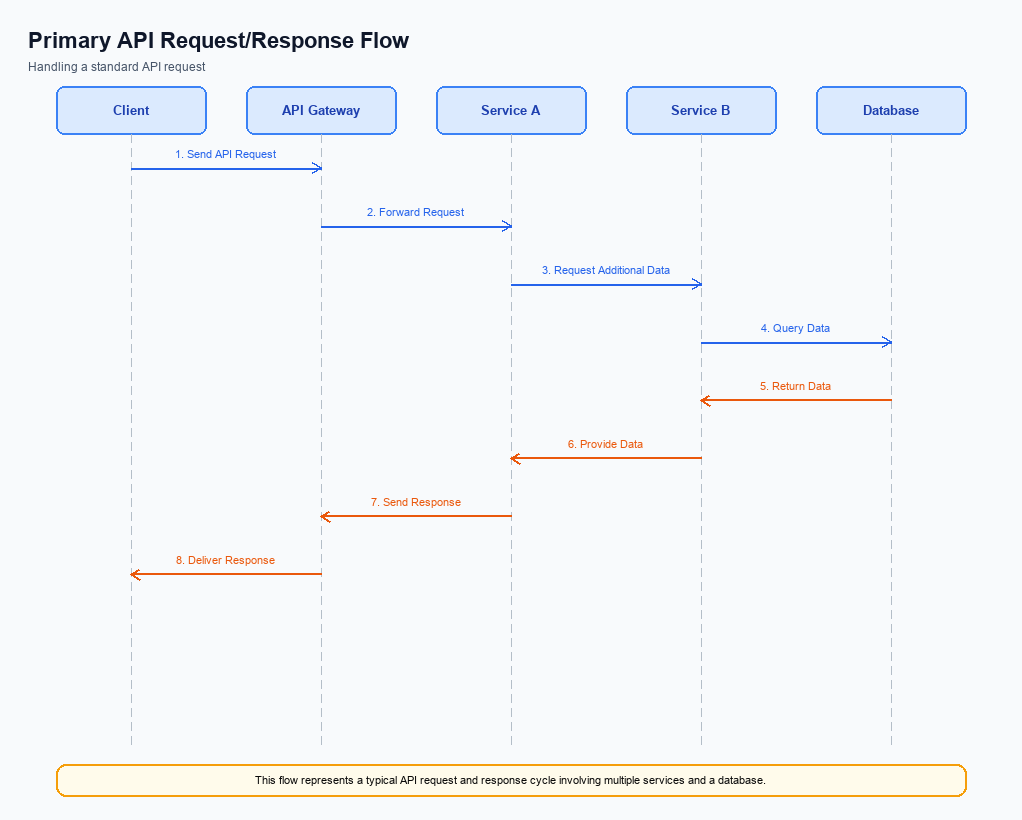 Primary API Request/Response Flow
Handling a standard API request
Client
API Gateway
Service A
Service B
Database
1. Send API Request
2. Forward Request
3. Request Additional Data
4. Query Data
5. Return Data
6. Provide Data
7. Send Response
8. Deliver Response
This flow represents a typical API request and response cycle involving multiple services and a database.